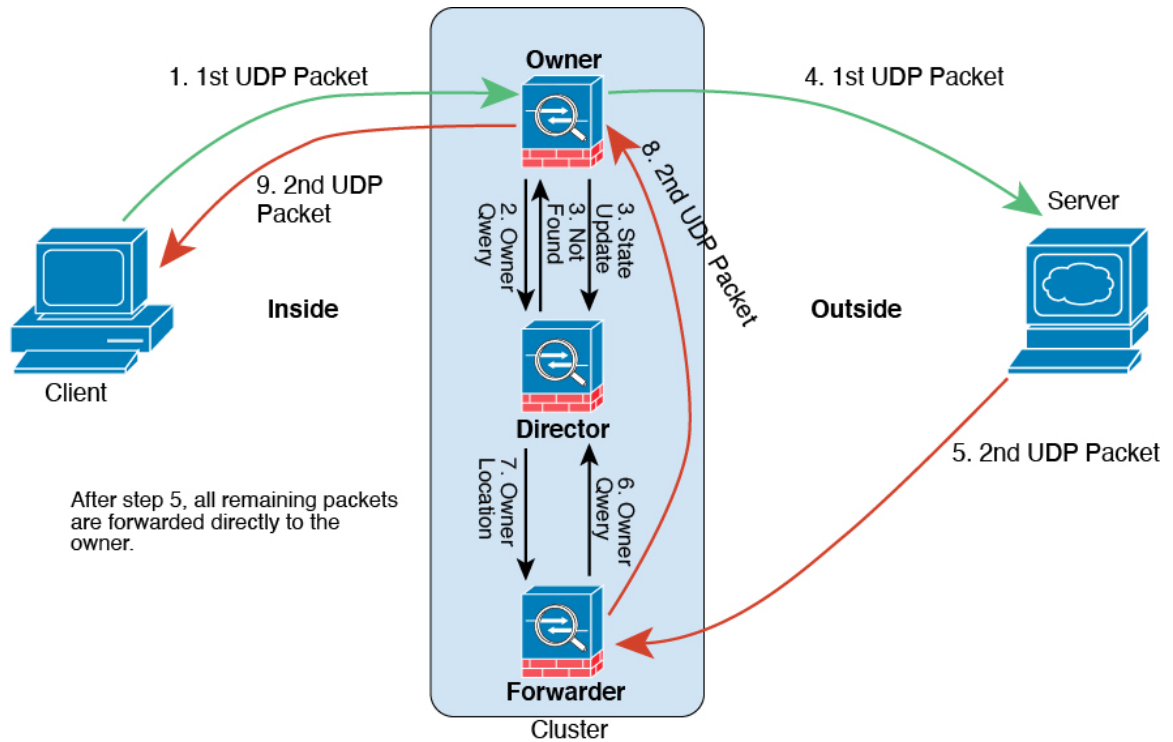 Owner
1. 1st UDP Packet
4. 1st UDP Packet
9. 2nd UDP
Packet
2. Owner
Qwery
3. Not
Found
3. State
Update
8. 2nd UDP Packet
Server
Inside
Outside
Client
Director
5. 2nd UDP Packet
7. Owner
Location
6. Owner
Qwery
After step 5, all remaining packets
are forwarded directly to the
owner.
Forwarder
Cluster